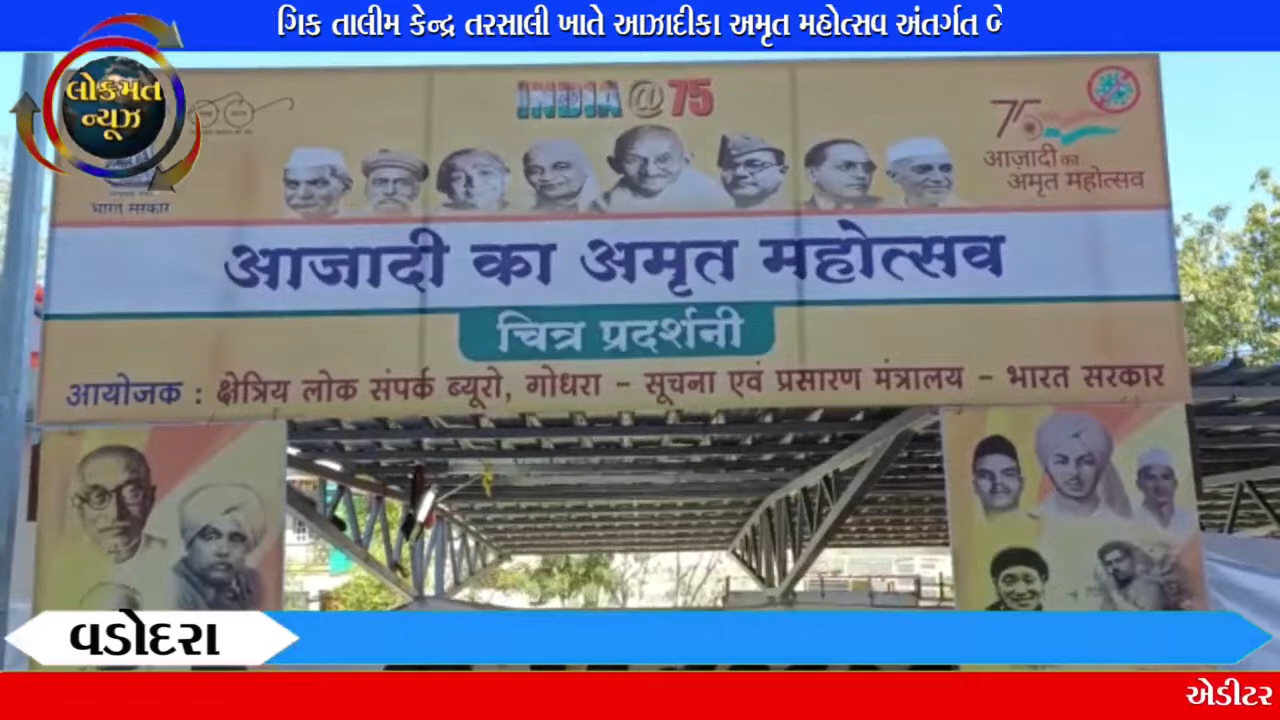 ગિક તાલીમ કેન્દ્ર તરસાલી ખાતે આઝાદીકા અમૃત મહોત્સવ અંતર્ગત બે
લોકમત
ન્યૂઝ
INDIA@75
75
आज़ादी का
अमृत महोत्सव
भारत सरकार
आजादी का अमृत महोत्सव
चित्र प्रदर्शनी
आयोजक : क्षेत्रिय लोक संपर्क ब्यूरो, गोधरा - सूचना एवं प्रसारण मंत्रालय - भारत सरकार
વડોદરા
એડીટર